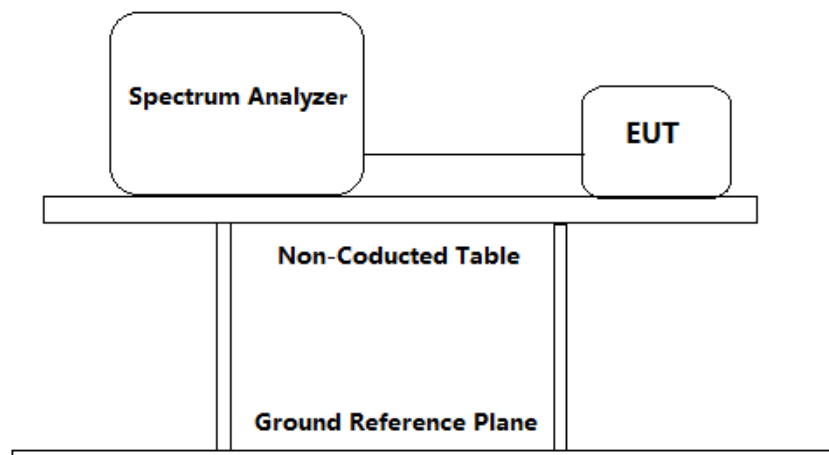 Spectrum Analyzer
EUT
Non-Coducted Table
Ground Reference Plane